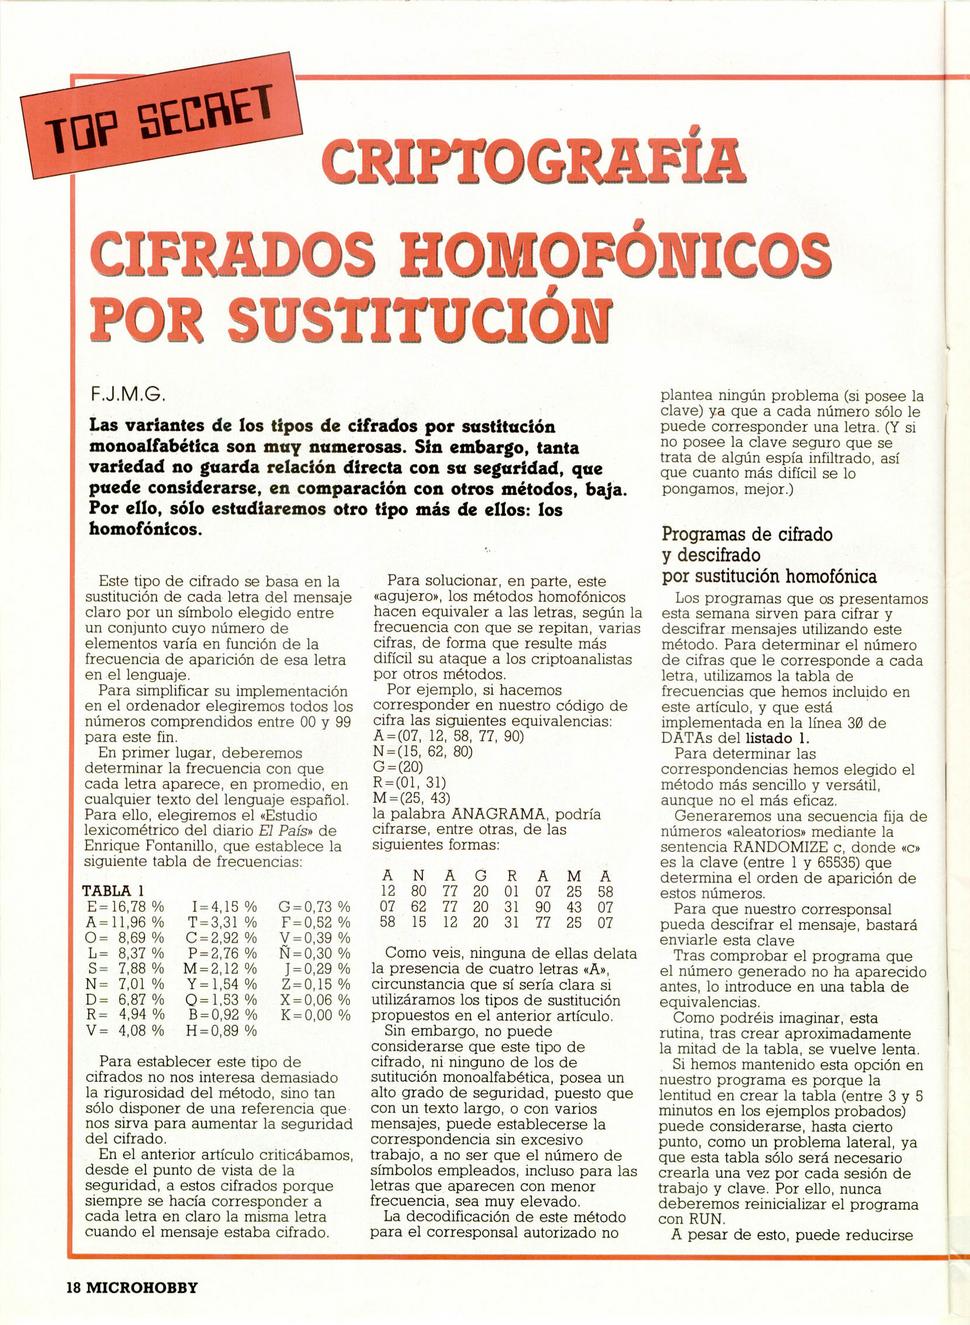 TOP SECRET
CRIPTOGRAFÍA
CIFRADOS HOMOFÓNICOS
POR SUSTITUCIÓN
F.J.M.G.
Las variantes de los tipos de cifrados por sustitución
monoalfabética son muy numerosas. Sin embargo, tanta
variedad no guarda relación directa con su seguridad, que
puede considerarse, en comparación con otros métodos, baja.
Por ello, sólo estudiaremos otro tipo más de ellos: los
homofónicos.
Este tipo de cifrado se basa en la
sustitución de cada letra del mensaje
claro por un símbolo elegido entre
un conjunto cuyo número de
elementos varía en función de la
frecuencia de aparición de esa letra
en el lenguaje.
Para simplificar su implementación
en el ordenador elegiremos todos los
números comprendidos entre 00 y 99
para este fin.
En primer lugar, deberemos
determinar la frecuencia con que
cada letra aparece, en promedio, en
cualquier texto del lenguaje español.
Para ello, elegiremos el «Estudio
lexicométrico del diario El País» de
Enrique Fontanillo, que establece la
siguiente tabla de frecuencias:
TABLA 1
E=16,78 % I=4,15 % G=0,73 %
A=11,96 % T=3,31 % F=0,52 %
O= 8,69 % C=2,92 % V=0,39 %
L= 8,37 % P=2,76 % Ñ=0,30 %
S= 7,88 % M=2,12 % J=0,29 %
N= 7,01 % Y=1,54 % Z=0,15 %
D= 6,87 % Q=1,53 % X=0,06 %
R= 4,94 % B=0,92 % K=0,00 %
V= 4,08 % H=0,89 %
Para establecer este tipo de
cifrados no nos interesa demasiado
la rigurosidad del método, sino tan
sólo disponer de una referencia que
nos sirva para aumentar la seguridad
del cifrado.
En el anterior artículo criticábamos,
desde el punto de vista de la
seguridad, a estos cifrados porque
siempre se hacía corresponder a
cada letra en claro la misma letra
cuando el mensaje estaba cifrado.
Para solucionar, en parte, este
«agujero», los métodos homofónicos
hacen equivaler a las letras, según la
frecuencia con que se repitan, varias
cifras, de forma que resulte más
difícil su ataque a los criptoanalistas
por otros métodos.
Por ejemplo, si hacemos
corresponder en nuestro código de
cifra las siguientes equivalencias:
A=(07, 12, 58, 77, 90)
N=(15, 62, 80)
G=(20)
R=(01, 31)
M=(25, 43)
la palabra ANAGRAMA, podría
cifrarse, entre otras, de las
siguientes formas:
A N A G R A M A
12 80 77 20 01 07 25 58
07 62 77 20 31 90 43 07
58 15 12 20 31 77 25 07
Como veis, ninguna de ellas delata
la presencia de cuatro letras «A»,
circunstancia que sí sería clara si
utilizáramos los tipos de sustitución
propuestos en el anterior artículo.
Sin embargo, no puede
considerarse que este tipo de
cifrado, ni ninguno de los de
sutitución monoalfabética, posea un
alto grado de seguridad, puesto que
con un texto largo, o con varios
mensajes, puede establecerse la
correspondencia sin excesivo
trabajo, a no ser que el número de
símbolos empleados, incluso para las
letras que aparecen con menor
frecuencia, sea muy elevado.
La decodificación de este método
para el corresponsal autorizado no
plantea ningún problema (si posee la
clave) ya que a cada número sólo le
puede corresponder una letra. (Y si
no posee la clave seguro que se
trata de algún espía infiltrado, así
que cuanto más difícil se lo
pongamos, mejor.)
Programas de cifrado
y descifrado
por sustitución homofónica
Los programas que os presentamos
esta semana sirven para cifrar y
descifrar mensajes utilizando este
método. Para determinar el número
de cifras que le corresponde a cada
letra, utilizamos la tabla de
frecuencias que hemos incluido en
este artículo, y que está
implementada en la línea 30 de
DATAs del listado 1.
Para determinar las
correspondencias hemos elegido el
método más sencillo y versátil,
aunque no el más eficaz.
Generaremos una secuencia fija de
números «aleatorios» mediante la
sentencia RANDOMIZE c, donde «c»
es la clave (entre 1 y 65535) que
determina el orden de aparición de
estos números.
Para que nuestro corresponsal
pueda descifrar el mensaje, bastará
enviarle esta clave
Tras comprobar el programa que
el número generado no ha aparecido
antes, lo introduce en una tabla de
equivalencias.
Como podréis imaginar, esta
rutina, tras crear aproximadamente
la mitad de la tabla, se vuelve lenta.
Si hemos mantenido esta opción en
nuestro programa es porque la
lentitud en crear la tabla (entre 3 y 5
minutos en los ejemplos probados)
puede considerarse, hasta cierto
punto, como un problema lateral, ya
que esta tabla sólo será necesario
crearla una vez por cada sesión de
trabajo y clave. Por ello, nunca
deberemos reinicializar el programa
con RUN.
A pesar de esto, puede reducirse
18 MICROHOBBY